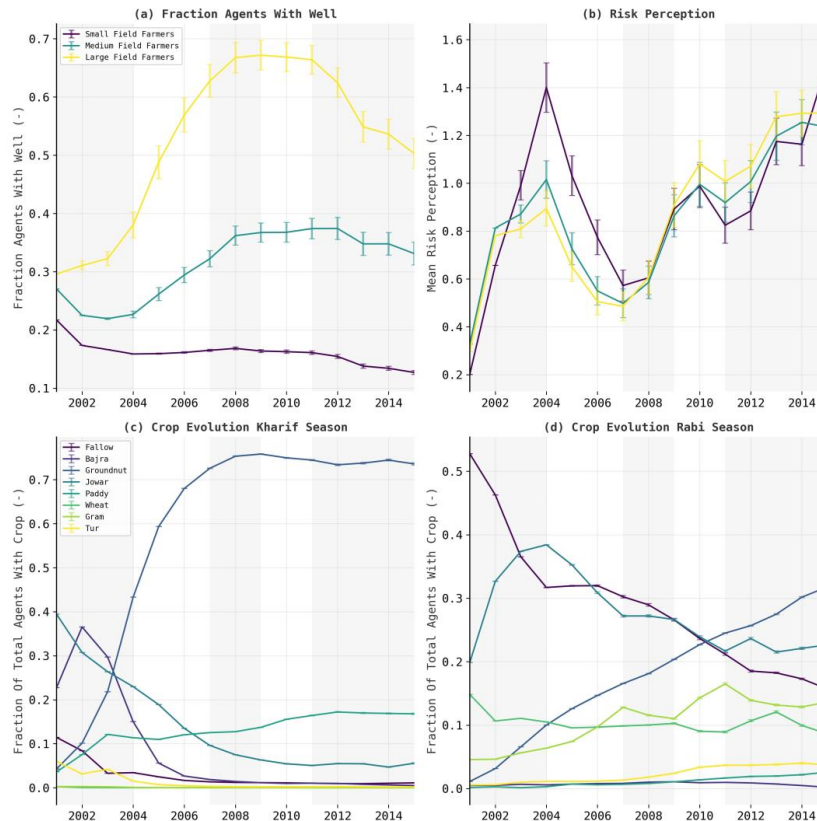 (a) Fraction Agents With Well
Fraction Agents With Well (-)
0.7
0.6
0.5
0.4
0.3
0.2
0.1
Small Field Farmers
Medium Field Farmers
Large Field Farmers
2002 2004 2006 2008 2010 2012 2014
(b) Risk Perception
Mean Risk Perception (-)
1.6
1.4
1.2
1.0
0.8
0.6
0.4
0.2
2002 2004 2006 2008 2010 2012 2014
(c) Crop Evolution Kharif Season
Fraction Of Total Agents With Crop (-)
0.7
0.6
0.5
0.4
0.3
0.2
0.1
0.0
Fallow
Bajra
Groundnut
Jowar
Paddy
Wheat
Gram
Tur
2002 2004 2006 2008 2010 2012 2014
(d) Crop Evolution Rabi Season
Fraction Of Total Agents With Crop (-)
0.5
0.4
0.3
0.2
0.1
0.0
2002 2004 2006 2008 2010 2012 2014